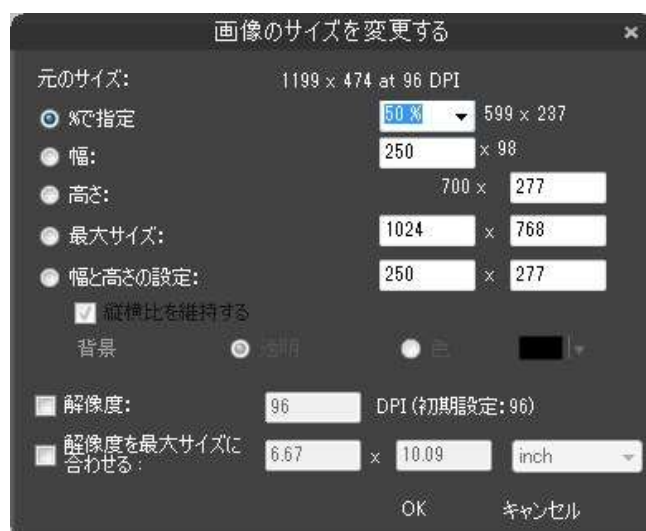 画像のサイズを変更する
元のサイズ: 1199 x 474 at 96 DPI
%で指定 50 % 599 x 237
幅: 250 x 98
高さ: 700 x 277
最大サイズ: 1024 x 768
幅と高さの設定: 250 x 277
縦横比を維持する
背景 透明 色
解像度: 96 DPI (初期設定: 96)
解像度を最大サイズに
合わせる: 6.67 x 10.09 inch
OK キャンセル